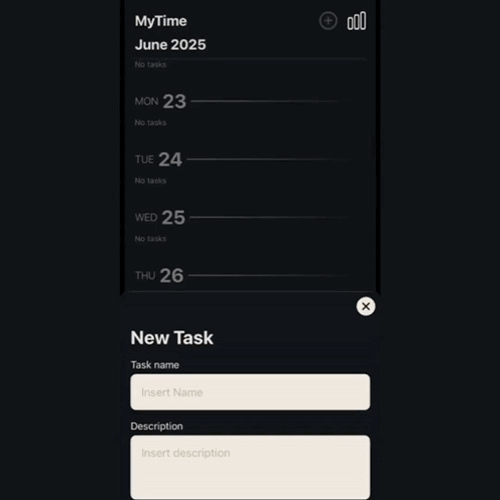 MyTime
June 2025
No tasks
MON 23
No tasks
TUE 24
No tasks
WED 25
No tasks
THU 26
New Task
Task name
Insert Name
Description
Insert description